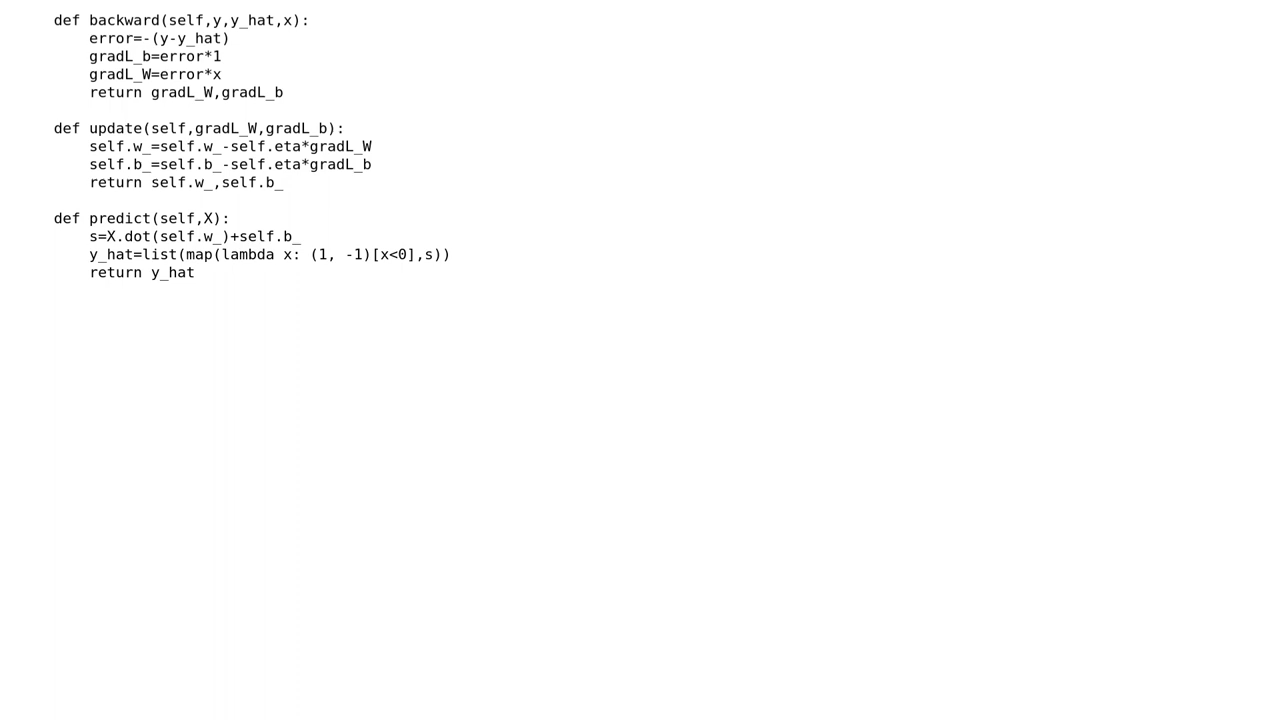 def backward(self,y,y_hat,x):
    error=-(y-y_hat)
    gradL_b=error*1
    gradL_W=error*x
    return gradL_W,gradL_b

def update(self,gradL_W,gradL_b):
    self.w_=self.w_-self.eta*gradL_W
    self.b_=self.b_-self.eta*gradL_b
    return self.w_,self.b_

def predict(self,X):
    s=X.dot(self.w_)+self.b_
    y_hat=list(map(lambda x: (1, -1)[x<0],s))
    return y_hat